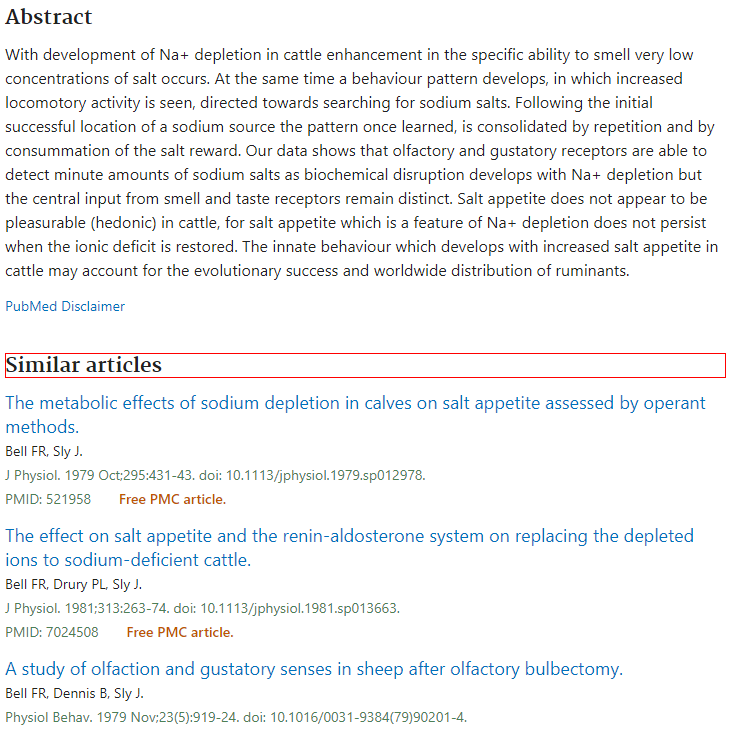 Abstract
With development of Na+ depletion in cattle enhancement in the specific ability to smell very low
concentrations of salt occurs. At the same time a behaviour pattern develops, in which increased
locomotory activity is seen, directed towards searching for sodium salts. Following the initial
successful location of a sodium source the pattern once learned, is consolidated by repetition and by
consummation of the salt reward. Our data shows that olfactory and gustatory receptors are able to
detect minute amounts of sodium salts as biochemical disruption develops with Na+ depletion but
the central input from smell and taste receptors remain distinct. Salt appetite does not appear to be
pleasurable (hedonic) in cattle, for salt appetite which is a feature of Na+ depletion does not persist
when the ionic deficit is restored. The innate behaviour which develops with increased salt appetite in
cattle may account for the evolutionary success and worldwide distribution of ruminants.
PubMed Disclaimer
Similar articles
The metabolic effects of sodium depletion in calves on salt appetite assessed by operant
methods.
Bell FR, Sly J.
J Physiol. 1979 Oct;295:431-43. doi: 10.1113/jphysiol.1979.sp012978.
PMID: 521958 Free PMC article.
The effect on salt appetite and the renin-aldosterone system on replacing the depleted
ions to sodium-deficient cattle.
Bell FR, Drury PL, Sly J.
J Physiol. 1981;313:263-74. doi: 10.1113/jphysiol.1981.sp013663.
PMID: 7024508 Free PMC article.
A study of olfaction and gustatory senses in sheep after olfactory bulbectomy.
Bell FR, Dennis B, Sly J.
Physiol Behav. 1979 Nov;23(5):919-24. doi: 10.1016/0031-9384(79)90201-4.